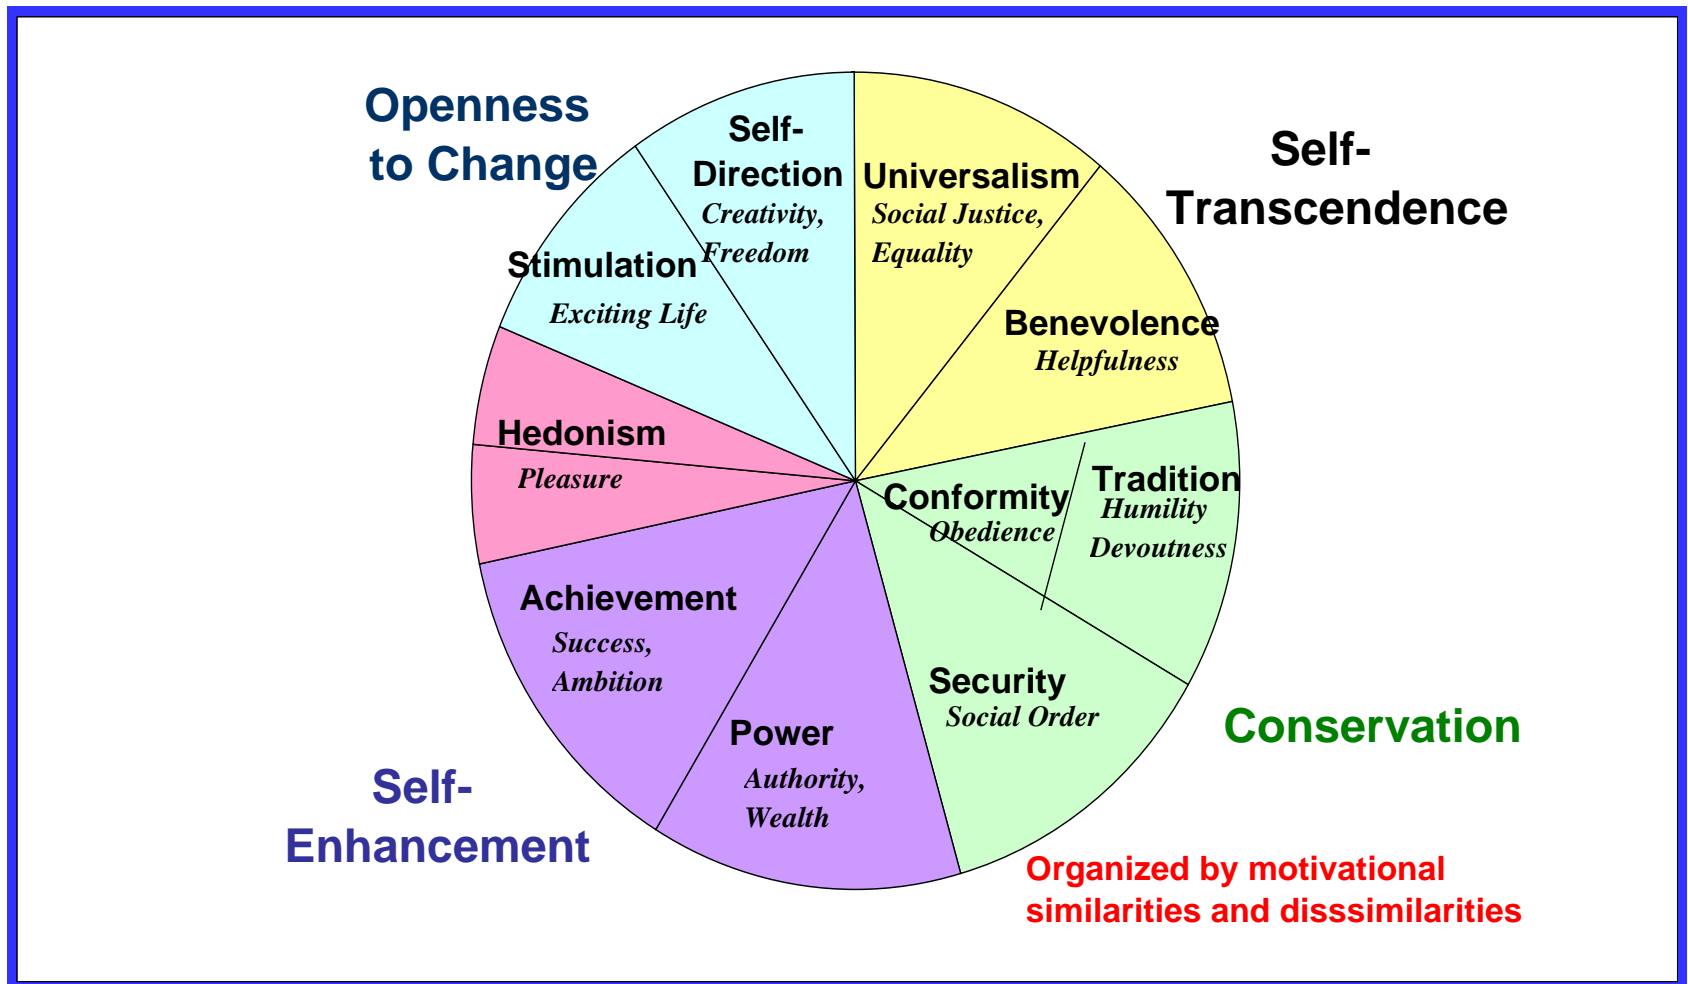 Openness
to Change
Self-
Transcendence
Self-
Direction
Creativity,
Freedom
Universalism
Social Justice,
Equality
Stimulation
Exciting Life
Benevolence
Helpfulness
Hedonism
Pleasure
Conformity
Obedience
Tradition
Humility
Devoutness
Achievement
Success,
Ambition
Security
Social Order
Power
Authority,
Wealth
Conservation
Self-
Enhancement
Organized by motivational
similarities and disssimilarities